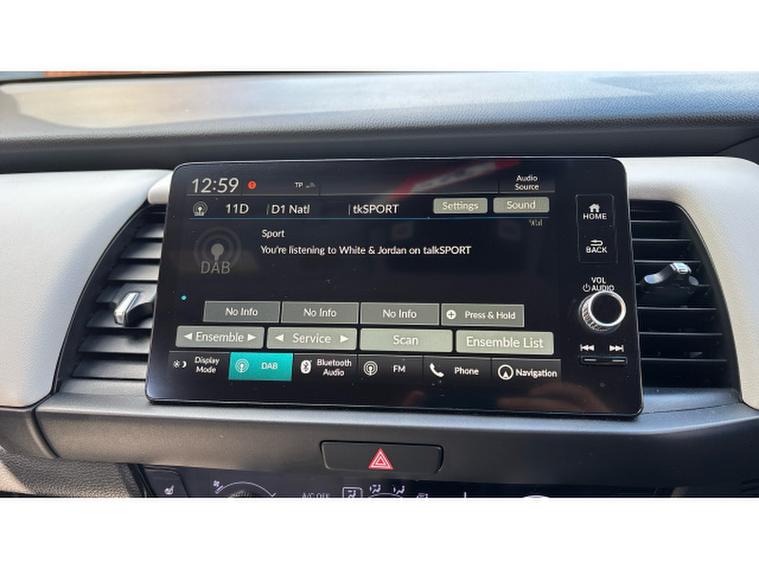 12:59 TP Audio Source
11D D1 Natl tkSPORT Settings Sound
HOME
Sport
You're listening to White & Jordan on talkSPORT
BACK
DAB
VOL
AUDIO
No Info No Info No Info Press & Hold
Ensemble Service Scan Ensemble List
Display Mode DAB Bluetooth Audio FM Phone Navigation
A/C OFF